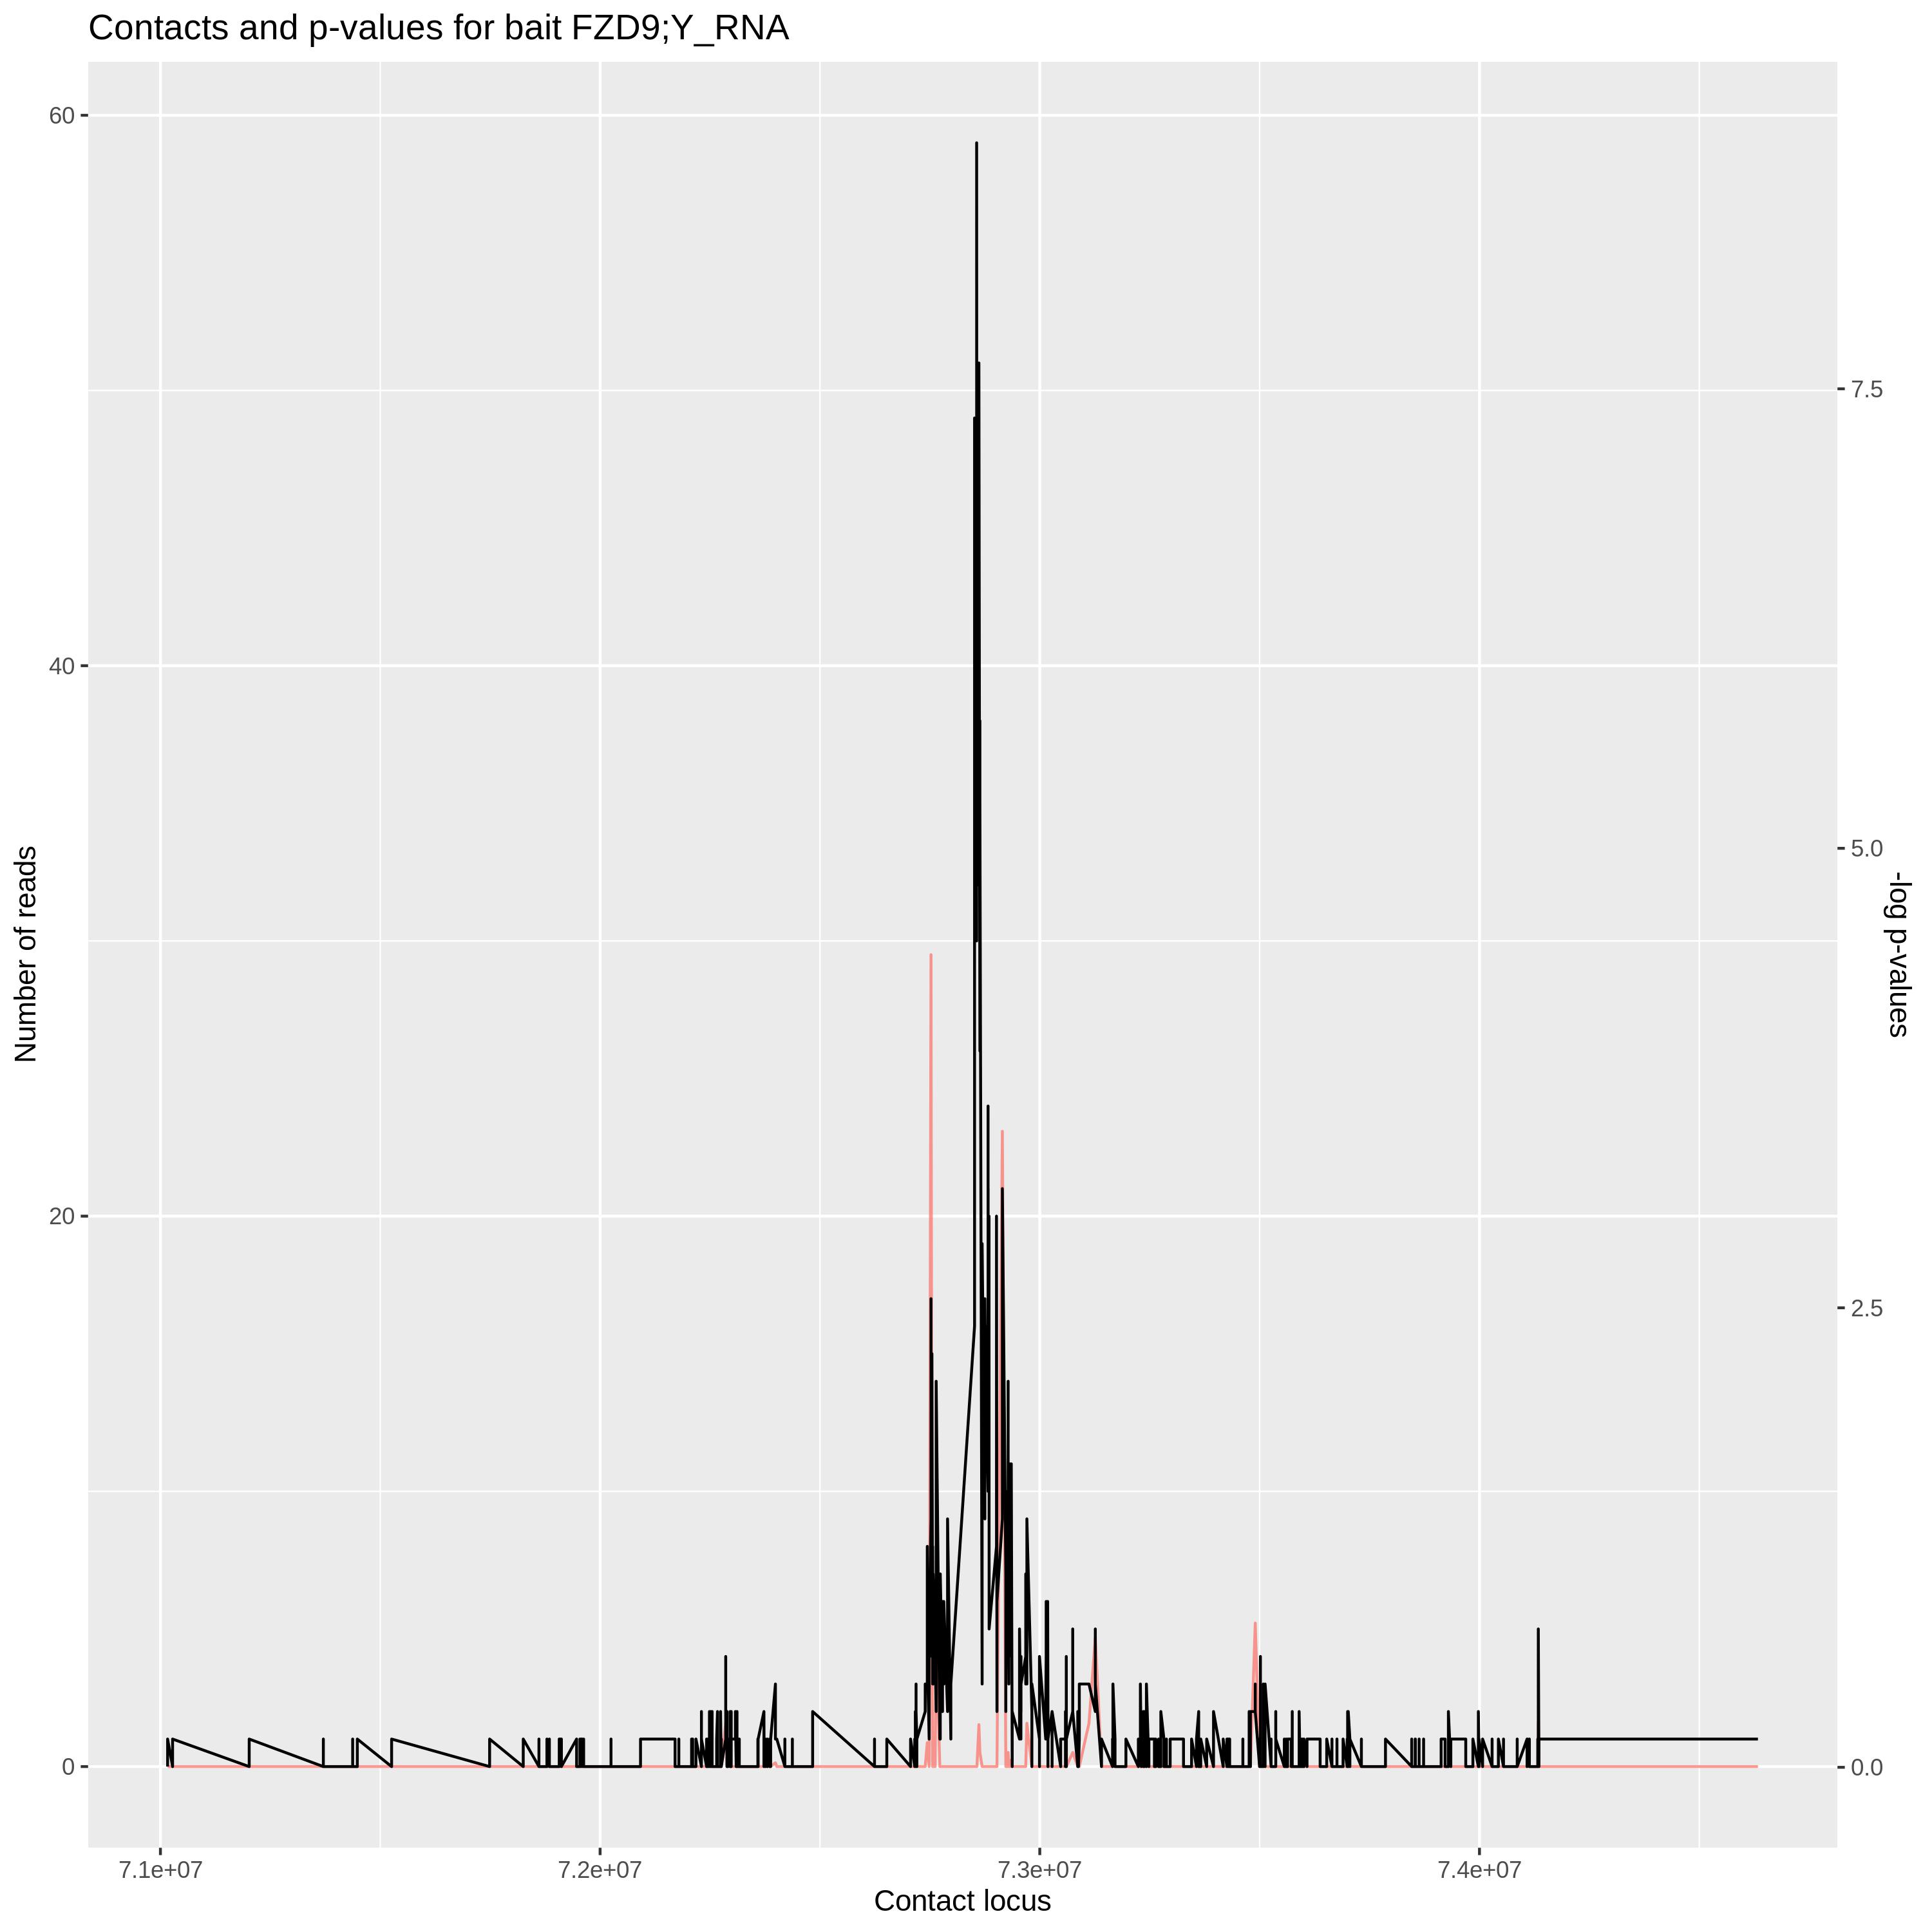 Contacts and p-values for bait FZD9;Y_RNA
60
40
20
0
Number of reads
7.5
5.0
2.5
0.0
-log p-values
7.1e+07
7.2e+07
7.3e+07
7.4e+07
Contact locus